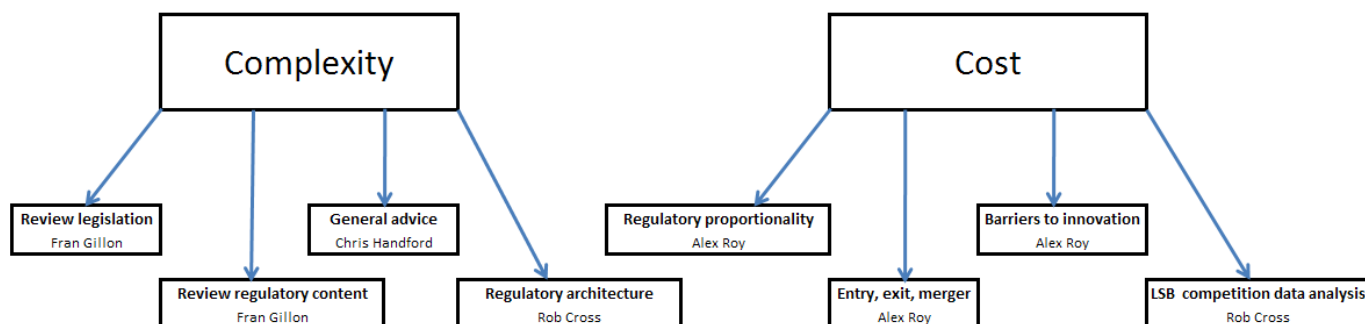 Complexity
Cost
Review legislation
Fran Gillon
General advice
Chris Handford
Regulatory proportionality
Alex Roy
Barriers to innovation
Alex Roy
Review regulatory content
Fran Gillon
Regulatory architecture
Rob Cross
Entry, exit, merger
Alex Roy
LSB competition data analysis
Rob Cross